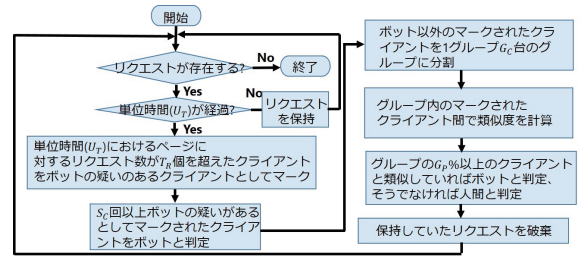 開始
リクエストが存在する?
No
終了
Yes
単位時間(U_T)が経過?
No
リクエスト
を保持
Yes
単位時間(U_T)におけるページに
対するリクエスト数がT_R個を超えたクライアント
をボットの疑いのあるクライアントとしてマーク
S_C回以上ボットの疑いがある
としてマークされたクライア
ントをボットと判定
ボット以外のマークされたクラ
イアントを1グループG_C台のグ
ループに分割
グループ内のマークされた
クライアント間で類似度を計算
グループのG_P%以上のクライアント
と類似していればボットと判定、
そうでなければ人間と判定
保持していたリクエストを破棄